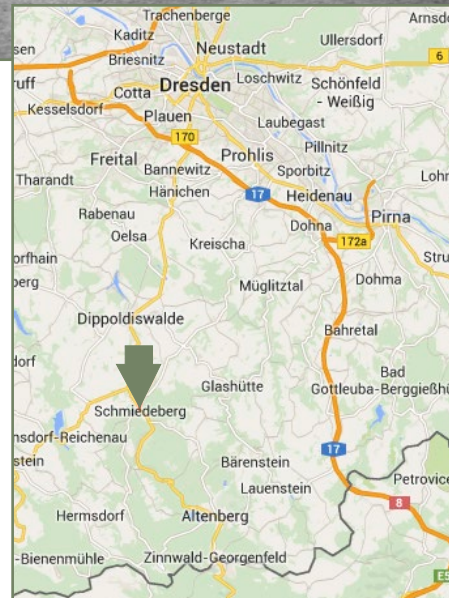 Trachenberge
Arnsdo
Kaditz
Ullersdorf
Neustadt
sen
Briesnitz
6
Loschwitz
ruff
Dresden
Schönfeld
- Weißig
Cotta
Kesselsdorf
Plauen
Laubegast
170
Pillnitz
Freital
Prohlis
Bannewitz
Sporbitz
Tharandt
Lohn
Hänichen
17
Heidenau
Rabenau
Pirna
Dohna
Oelsa
Kreischa
172a
orfhain
Stru
berg
Müglitztal
Dohma
Dippoldiswalde
Bahretal
dorf
Bad
Gottleuba-Berggießhü
Glashütte
Schmiedeberg
nsdorf-Reichenau
17
stein
Bärenstein
Petrovice
Lauenstein
8
Hermsdorf
Altenberg
-Bienenmühle
Zinnwald-Georgenfeld
E5